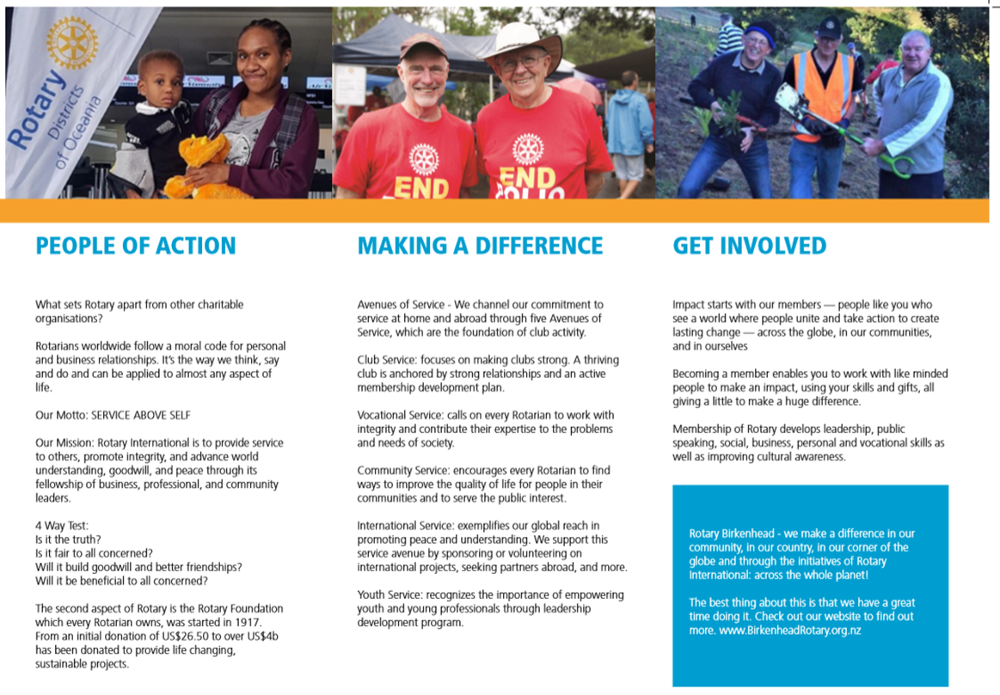 Rotary
Districts
of Oceania
END
END
POLIO
PEOPLE OF ACTION
What sets Rotary apart from other charitable
organisations?
Rotarians worldwide follow a moral code for personal
and business relationships. It's the way we think, say
and do and can be applied to almost any aspect of
life.
Our Motto: SERVICE ABOVE SELF
Our Mission: Rotary International is to provide service
to others, promote integrity, and advance world
understanding, goodwill, and peace through its
fellowship of business, professional, and community
leaders.
4 Way Test:
Is it the truth?
Is it fair to all concerned?
Will it build goodwill and better friendships?
Will it be beneficial to all concerned?
The second aspect of Rotary is the Rotary Foundation
which every Rotarian owns, was started in 1917.
From an initial donation of US$26.50 to over US$4b
has been donated to provide life changing,
sustainable projects.
MAKING A DIFFERENCE
Avenues of Service - We channel our commitment to
service at home and abroad through five Avenues of
Service, which are the foundation of club activity.
Club Service: focuses on making clubs strong. A thriving
club is anchored by strong relationships and an active
membership development plan.
Vocational Service: calls on every Rotarian to work with
integrity and contribute their expertise to the problems
and needs of society.
Community Service: encourages every Rotarian to find
ways to improve the quality of life for people in their
communities and to serve the public interest.
International Service: exemplifies our global reach in
promoting peace and understanding. We support this
service avenue by sponsoring or volunteering on
international projects, seeking partners abroad, and more.
Youth Service: recognizes the importance of empowering
youth and young professionals through leadership
development program.
GET INVOLVED
Impact starts with our members — people like you who
see a world where people unite and take action to create
lasting change — across the globe, in our communities,
and in ourselves
Becoming a member enables you to work with like minded
people to make an impact, using your skills and gifts, all
giving a little to make a huge difference.
Membership of Rotary develops leadership, public
speaking, social, business, personal and vocational skills as
well as improving cultural awareness.
Rotary Birkenhead - we make a difference in our
community, in our country, in our corner of the
globe and through the initiatives of Rotary
International: across the whole planet!
The best thing about this is that we have a great
time doing it. Check out our website to find out
more. www.BirkenheadRotary.org.nz